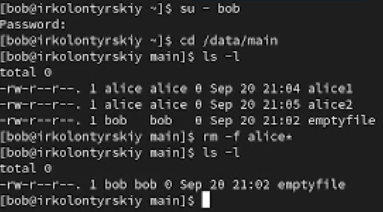 [bob@irkolontyrskiy ~]$ su - bob
Password:
[bob@irkolontyrskiy ~]$ cd /data/main
[bob@irkolontyrskiy main]$ ls -l
total 0
-rw-r--r--. 1 alice alice 0 Sep 20 21:04 alice1
-rw-r--r--. 1 alice alice 0 Sep 20 21:05 alice2
-rw-r--r--. 1 bob   bob   0 Sep 20 21:02 emptyfile
[bob@irkolontyrskiy main]$ rm -f alice*
[bob@irkolontyrskiy main]$ ls -l
total 0
-rw-r--r--. 1 bob bob 0 Sep 20 21:02 emptyfile
[bob@irkolontyrskiy main]$